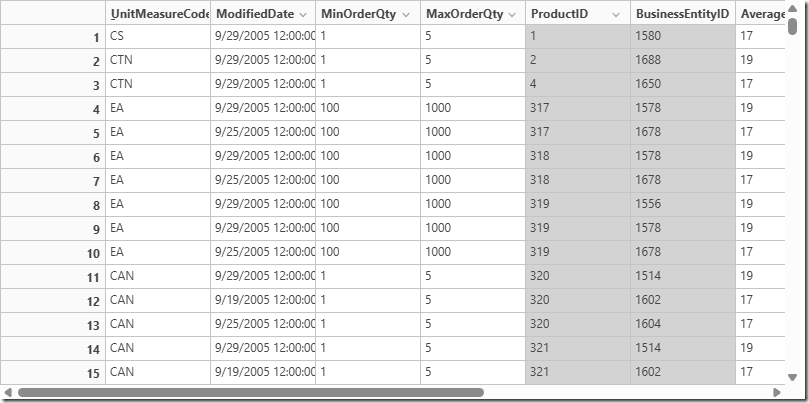 UnitMeasureCode ModifiedDate MinOrderQty MaxOrderQty ProductID BusinessEntityID Average
1 CS 9/29/2005 12:00:00 1 5 1 1580 17
2 CTN 9/29/2005 12:00:00 1 5 2 1688 19
3 CTN 9/29/2005 12:00:00 1 5 4 1650 17
4 EA 9/29/2005 12:00:00 100 1000 317 1578 19
5 EA 9/25/2005 12:00:00 100 1000 317 1678 17
6 EA 9/29/2005 12:00:00 100 1000 318 1578 19
7 EA 9/25/2005 12:00:00 100 1000 318 1678 17
8 EA 9/29/2005 12:00:00 100 1000 319 1556 19
9 EA 9/29/2005 12:00:00 100 1000 319 1578 19
10 EA 9/25/2005 12:00:00 100 1000 319 1678 17
11 CAN 9/29/2005 12:00:00 1 5 320 1514 19
12 CAN 9/19/2005 12:00:00 1 5 320 1602 17
13 CAN 9/25/2005 12:00:00 1 5 320 1604 17
14 CAN 9/29/2005 12:00:00 1 5 321 1514 19
15 CAN 9/19/2005 12:00:00 1 5 321 1602 17